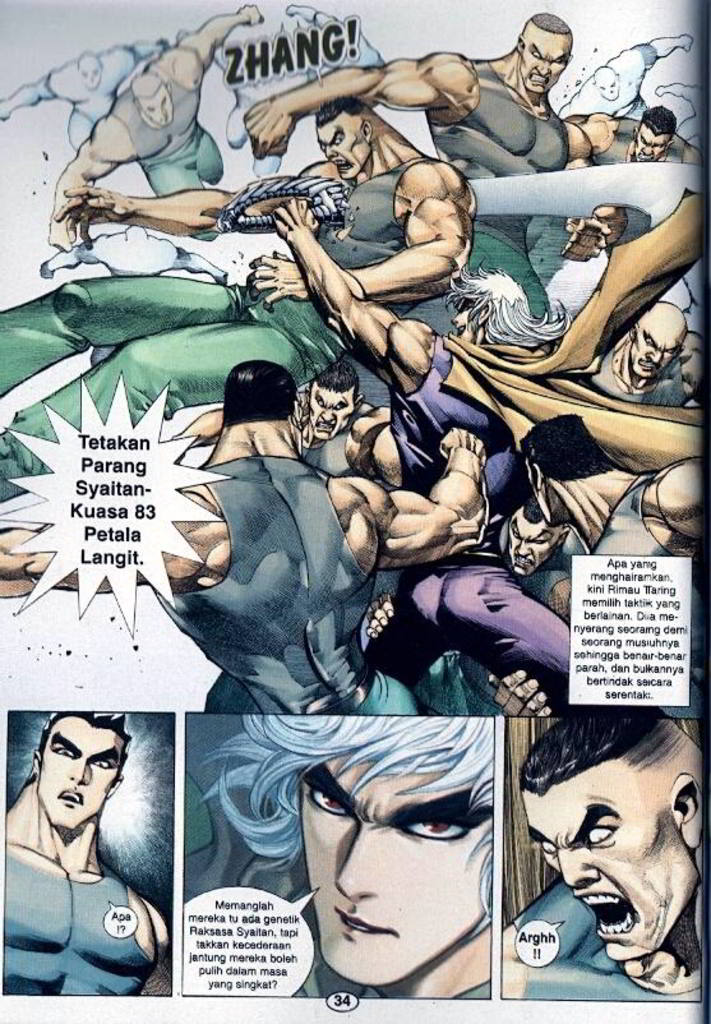 ZHANG!
Tetakan
Parang
Syaitan-
Kuasa 83
Petala
Langit.
Apa yang
menghairankan,
kini Rimau Taring
memilih taktik yang
berlainan. Dia me-
nyerang seorang demi
seorang musuhnya
sehingga benar-benar
parah, dan bukannya
bertindak secara
serentak.
Apa
!?
Memanglah
mereka tu ada genetik
Raksasa Syaitan, tapi
takkan kecederaan
jantung mereka boleh
pulih dalam masa
yang singkat?
Arghh
!!
34